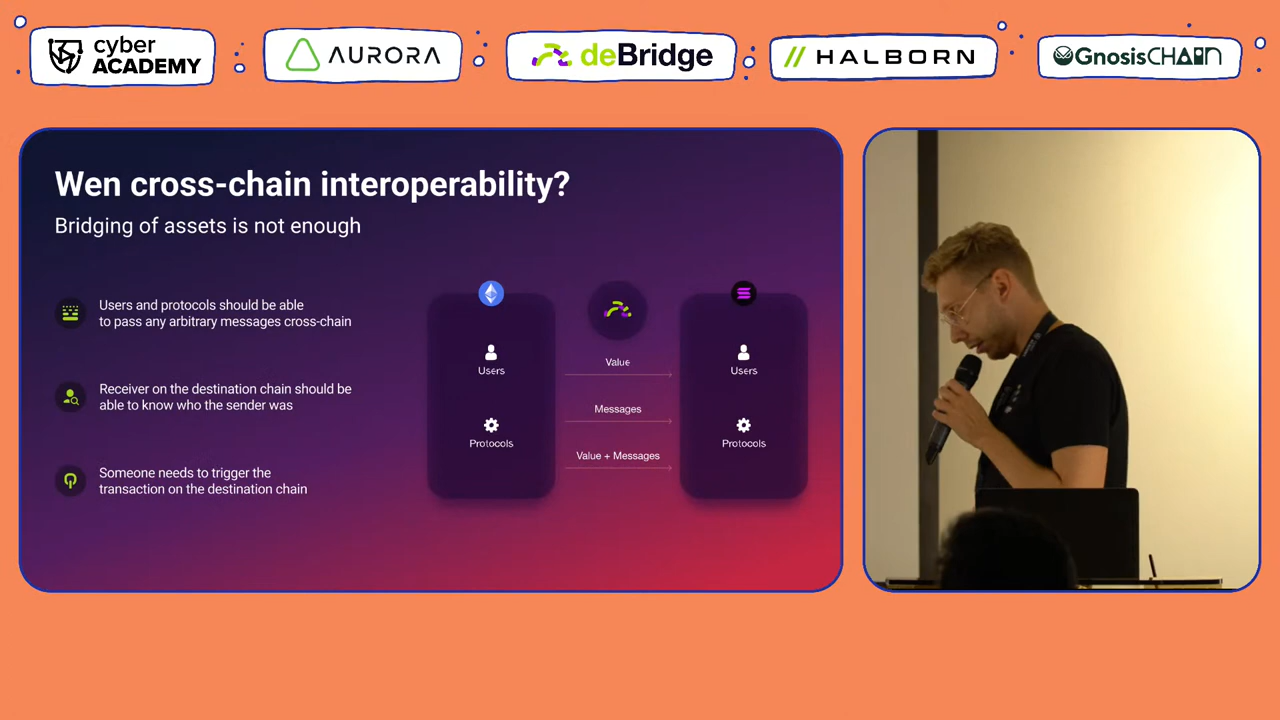 cyber
ACADEMY
AURORA
deBridge
HALBORN
GnosisCHAIN
Wen cross-chain interoperability?
Bridging of assets is not enough
Users and protocols should be able
to pass any arbitrary messages cross-chain
Receiver on the destination chain should be
able to know who the sender was
Someone needs to trigger the
transaction on the destination chain
Users
Protocols
Value
Messages
Value + Messages
Users
Protocols